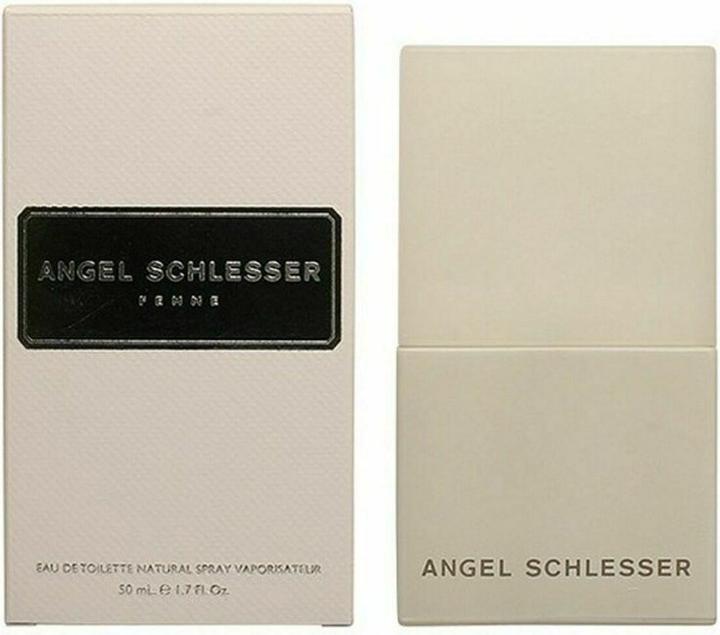 ANGEL SCHLESSER
FEMME
EAU DE TOILETTE NATURAL SPRAY VAPORISATEUR
50 mL. ℮ 1.7 Fl. Oz.
ANGEL SCHLESSER